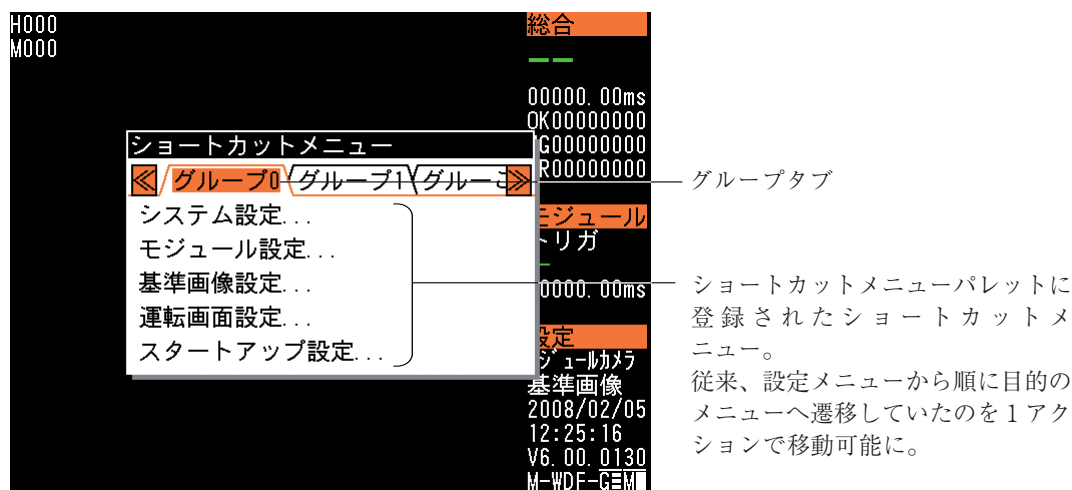 H000
M000
総合
00000.00ms
OK00000000
G00000000
R00000000
ショートカットメニュー
≪ グループ0 グループ1 グルー ≫
グループタブ
システム設定...
モジュール設定...
基準画像設定...
運転画面設定...
スタートアップ設定...
モジュール
トリガ
0000.00ms
設定
ジュールカメラ
基準画像
2008/02/05
12:25:16
V6.00.0130
M-WDF-G
ショートカットメニューパレットに
登録されたショートカットメ
ニュー。
従来、設定メニューから順に目的の
メニューへ遷移していたのを1アク
ションで移動可能に。